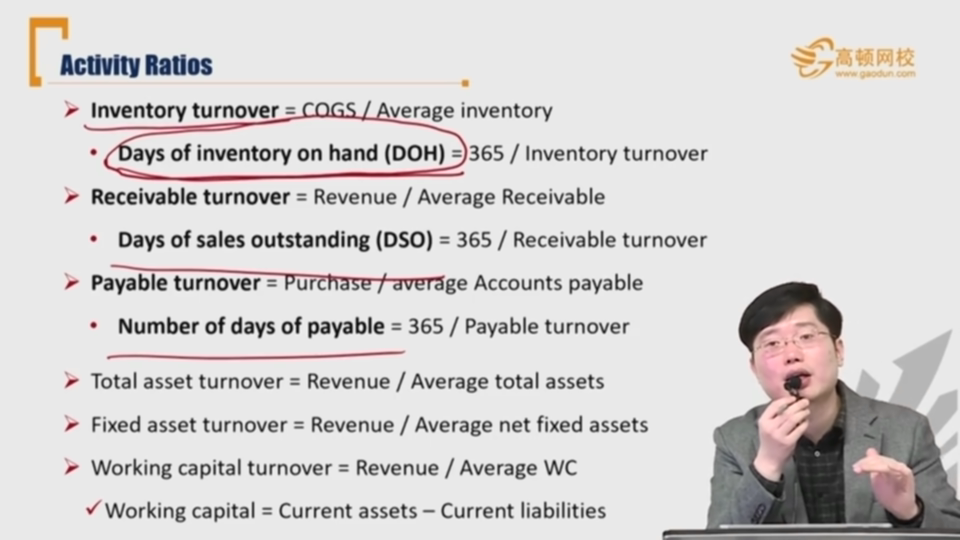 Activity Ratios
高顿网校
www.gaodun.com
Inventory turnover = COGS / Average inventory
Days of inventory on hand (DOH) = 365 / Inventory turnover
Receivable turnover = Revenue / Average Receivable
Days of sales outstanding (DSO) = 365 / Receivable turnover
Payable turnover = Purchase / average Accounts payable
Number of days of payable = 365 / Payable turnover
Total asset turnover = Revenue / Average total assets
Fixed asset turnover = Revenue / Average net fixed assets
Working capital turnover = Revenue / Average WC
Working capital = Current assets – Current liabilities